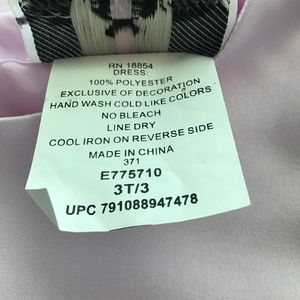 RN 18854
DRESS:
100% POLYESTER
EXCLUSIVE OF DECORATION
HAND WASH COLD LIKE COLORS
NO BLEACH
LINE DRY
COOL IRON ON REVERSE SIDE
MADE IN CHINA
371
E775710
3T/3
UPC 791088947478